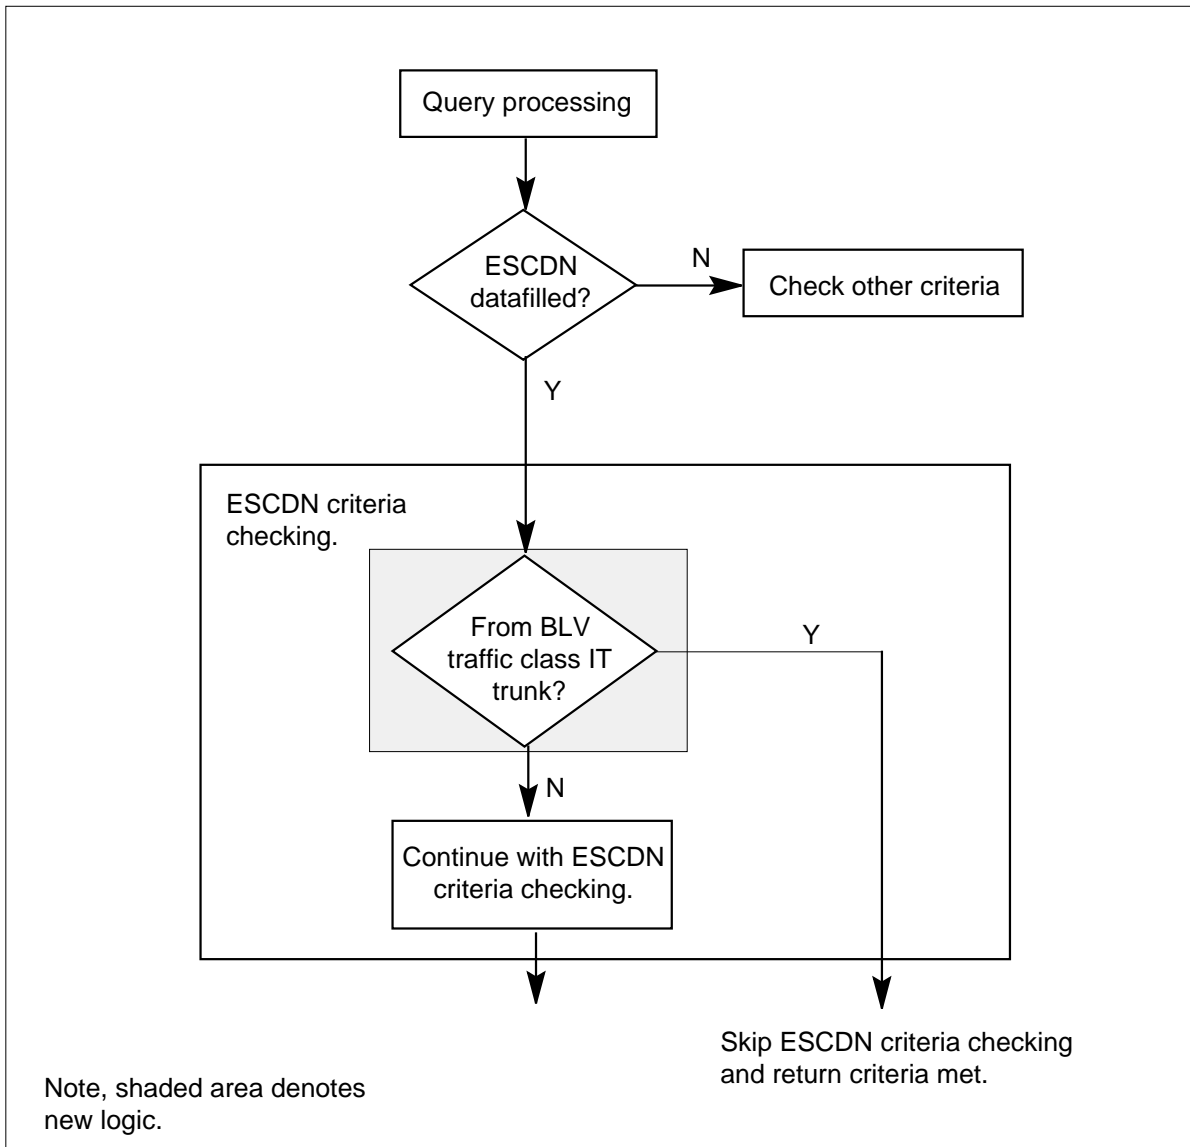 Query processing
ESCDN
datafilled?
N
Check other criteria
Y
ESCDN criteria
checking.
From BLV
traffic class IT
trunk?
Y
N
Continue with ESCDN
criteria checking.
Skip ESCDN criteria checking
and return criteria met.
Note, shaded area denotes
new logic.